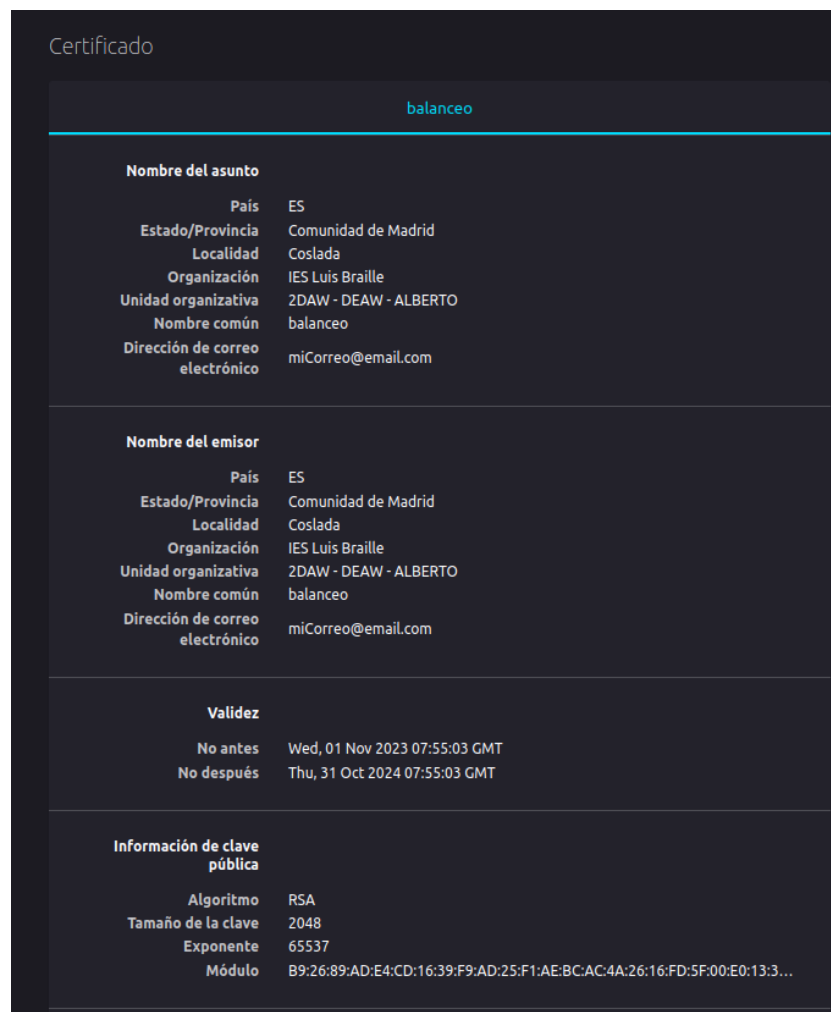 Certificado
balanceo
Nombre del asunto
País ES
Estado/Provincia Comunidad de Madrid
Localidad Coslada
Organización IES Luis Braille
Unidad organizativa 2DAW - DEAW - ALBERTO
Nombre común balanceo
Dirección de correo
electrónico miCorreo@email.com
Nombre del emisor
País ES
Estado/Provincia Comunidad de Madrid
Localidad Coslada
Organización IES Luis Braille
Unidad organizativa 2DAW - DEAW - ALBERTO
Nombre común balanceo
Dirección de correo
electrónico miCorreo@email.com
Validez
No antes Wed, 01 Nov 2023 07:55:03 GMT
No después Thu, 31 Oct 2024 07:55:03 GMT
Información de clave
pública
Algoritmo RSA
Tamaño de la clave 2048
Exponente 65537
Módulo B9:26:89:AD:E4:CD:16:39:F9:AD:25:F1:AE:BC:AC:4A:26:16:FD:5F:00:E0:13:3...